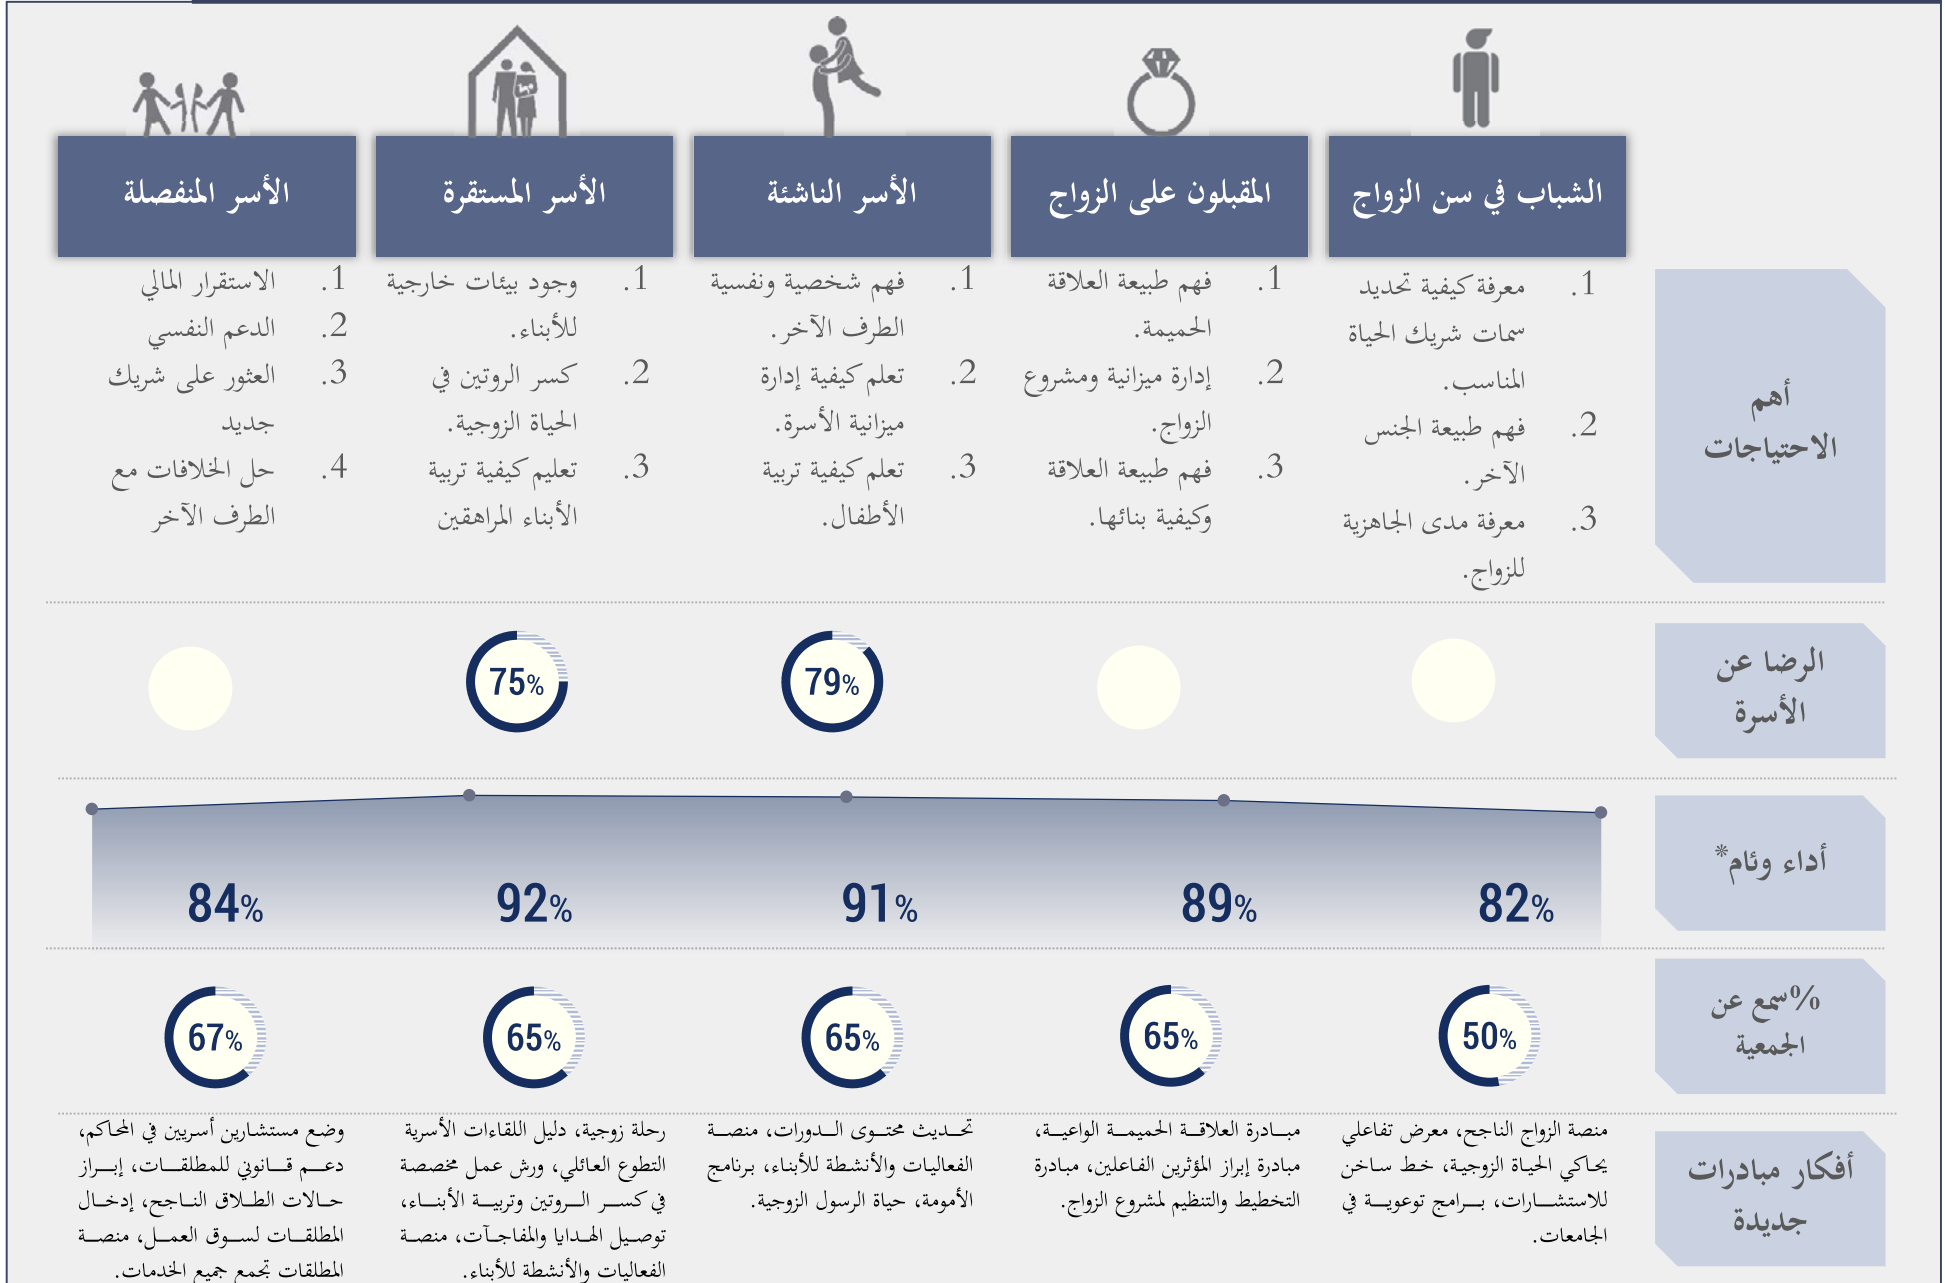 الشباب في سن الزواج
المقبلون على الزواج
الأسر الناشئة
الأسر المستقرة
الأسر المنفصلة
أهم
الاحتياجات
1. معرفة كيفية تحديد
سمات شريك الحياة
المناسب.
2. فهم طبيعة الجنس
الآخر.
3. معرفة مدى الجاهزية
للزواج.
1. فهم طبيعة العلاقة
الحميمة.
2. إدارة ميزانية ومشروع
الزواج.
3. فهم طبيعة العلاقة
وكيفية بنائها.
1. فهم شخصية ونفسية
الطرف الآخر.
2. تعلم كيفية إدارة
ميزانية الأسرة.
3. تعلم كيفية تربية
الأطفال.
1. وجود بيئات خارجية
للأبناء.
2. كسر الروتين في
الحياة الزوجية.
3. تعليم كيفية تربية
الأبناء المراهقين
1. الاستقرار المالي
2. الدعم النفسي
3. العثور على شريك
جديد
4. حل الخلافات مع
الطرف الآخر
الرضا عن
الأسرة
79%
75%
أداء وئام*
82%
89%
91%
92%
84%
%سمع عن
الجمعية
50%
65%
65%
65%
67%
أفكار مبادرات
جديدة
منصة الزواج الناجح، معرض تفاعلي
يحاكي الحياة الزوجية، خط ساخن
للاستشارات، برامج توعوية في
الجامعات.
مبادرة العلاقة الحميمة الواعية،
مبادرة إبراز المؤثرين الفاعلين، مبادرة
التخطيط والتنظيم لمشروع الزواج.
تحديث محتوى الدورات، منصة
الفعاليات والأنشطة للأبناء، برنامج
الأمومة، حياة الرسول الزوجية.
رحلة زوجية، دليل اللقاءات الأسرية
التطوع العائلي، ورش عمل مخصصة
في كسر الروتين وتربية الأبناء،
توصيل الهدايا والمفاجآت، منصة
الفعاليات والأنشطة للأبناء.
وضع مستشارين أسريين في المحاكم،
دعم قانوني للمطلقات، إبراز
حالات الطلاق الناجح، إدخال
المطلقات لسوق العمل، منصة
المطلقات تجمع جميع الخدمات.